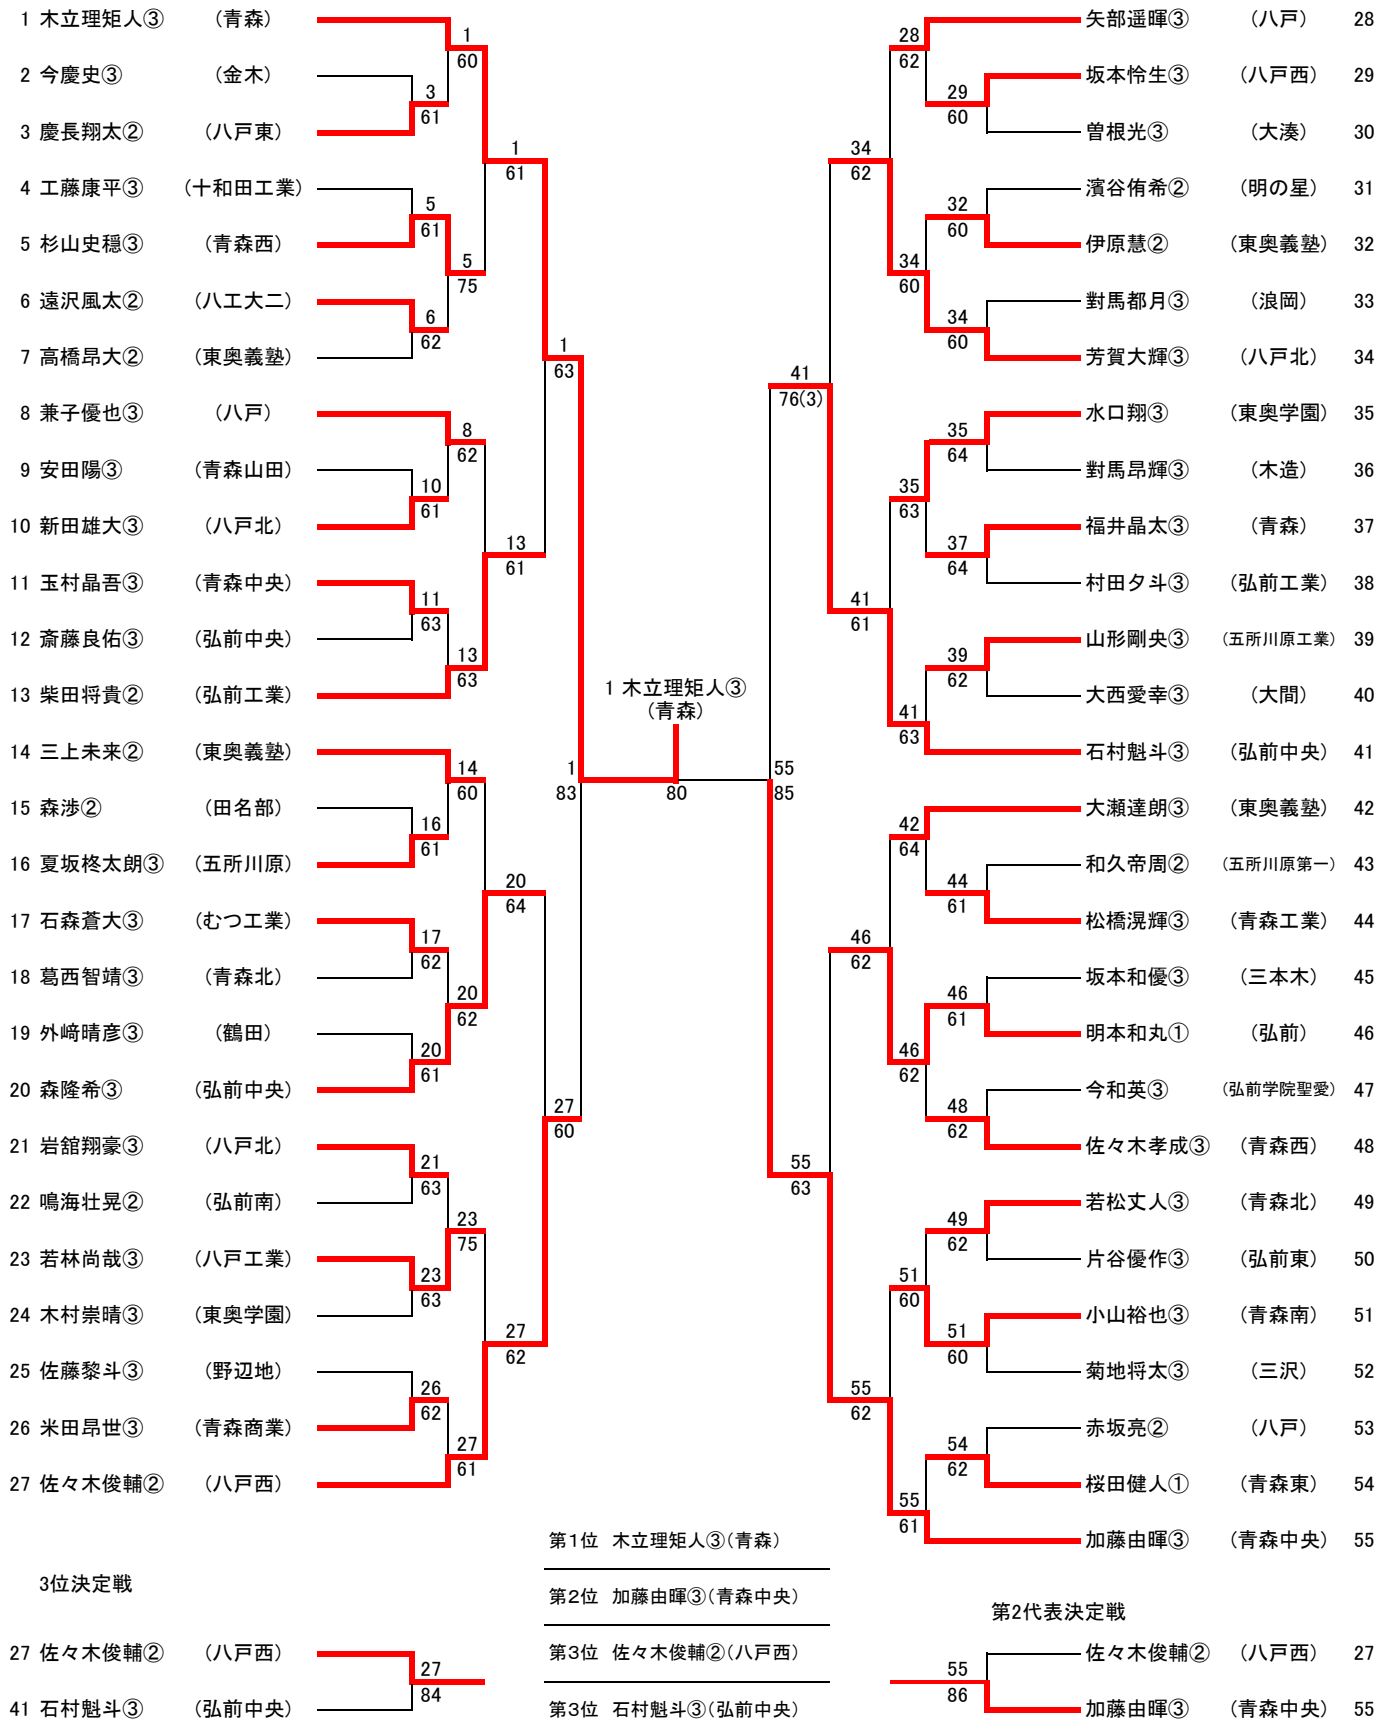 1 木立理矩人③ (青森)
2 今慶史③ (金木)
3 慶長翔太② (八戸東)
4 工藤康平③ (十和田工業)
5 杉山史穏③ (青森西)
6 遠沢風太② (八工大二)
7 高橋昂大② (東奥義塾)
8 兼子優也③ (八戸)
9 安田陽③ (青森山田)
10 新田雄大③ (八戸北)
11 玉村晶吾③ (青森中央)
12 斎藤良佑③ (弘前中央)
13 柴田将貴② (弘前工業)
14 三上未来② (東奥義塾)
15 森渉② (田名部)
16 夏坂柊太朗③ (五所川原)
17 石森蒼大③ (むつ工業)
18 葛西智靖③ (青森北)
19 外﨑晴彦③ (鶴田)
20 森隆希③ (弘前中央)
21 岩舘翔豪③ (八戸北)
22 鳴海壮晃② (弘前南)
23 若林尚哉③ (八戸工業)
24 木村崇晴③ (東奥学園)
25 佐藤黎斗③ (野辺地)
26 米田昂世③ (青森商業)
27 佐々木俊輔② (八戸西)
3
61
5
61
6
62
10
61
11
63
16
61
17
62
20
61
21
63
23
63
26
62
1
60
5
75
8
62
13
63
14
60
20
62
23
75
27
61
1
61
13
61
20
64
27
62
1
63
27
60
1
83
1 木立理矩人③
(青森)
80
55
85
41
76(3)
55
63
34
62
41
61
46
62
55
62
28
62
34
60
35
63
41
63
42
64
46
62
51
60
55
61
29
60
32
60
34
60
35
64
37
64
39
62
44
61
46
61
48
62
49
62
51
60
54
62
矢部遥暉③ (八戸) 28
坂本怜生③ (八戸西) 29
曽根光③ (大湊) 30
濱谷侑希② (明の星) 31
伊原慧② (東奥義塾) 32
對馬都月③ (浪岡) 33
芳賀大輝③ (八戸北) 34
水口翔③ (東奥学園) 35
對馬昂輝③ (木造) 36
福井晶太③ (青森) 37
村田夕斗③ (弘前工業) 38
山形剛央③ (五所川原工業) 39
大西愛幸③ (大間) 40
石村魁斗③ (弘前中央) 41
大瀬達朗③ (東奥義塾) 42
和久帝周② (五所川原第一) 43
松橋滉輝③ (青森工業) 44
坂本和優③ (三本木) 45
明本和丸① (弘前) 46
今和英③ (弘前学院聖愛) 47
佐々木孝成③ (青森西) 48
若松丈人③ (青森北) 49
片谷優作③ (弘前東) 50
小山裕也③ (青森南) 51
菊地将太③ (三沢) 52
赤坂亮② (八戸) 53
桜田健人① (青森東) 54
加藤由暉③ (青森中央) 55
3位決定戦
27 佐々木俊輔② (八戸西)
41 石村魁斗③ (弘前中央)
27
84
第1位 木立理矩人③(青森)
第2位 加藤由暉③(青森中央)
第3位 佐々木俊輔②(八戸西)
第3位 石村魁斗③(弘前中央)
第2代表決定戦
55
86
佐々木俊輔② (八戸西) 27
加藤由暉③ (青森中央) 55